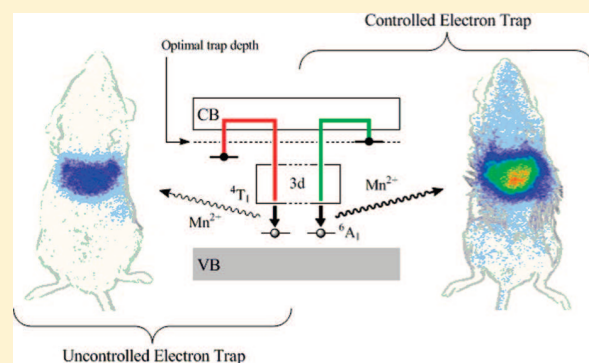 Controlled Electron Trap
Optimal trap depth
CB
3d
⁴T₁
Mn²⁺
Mn²⁺
⁶A₁
VB
Uncontrolled Electron Trap